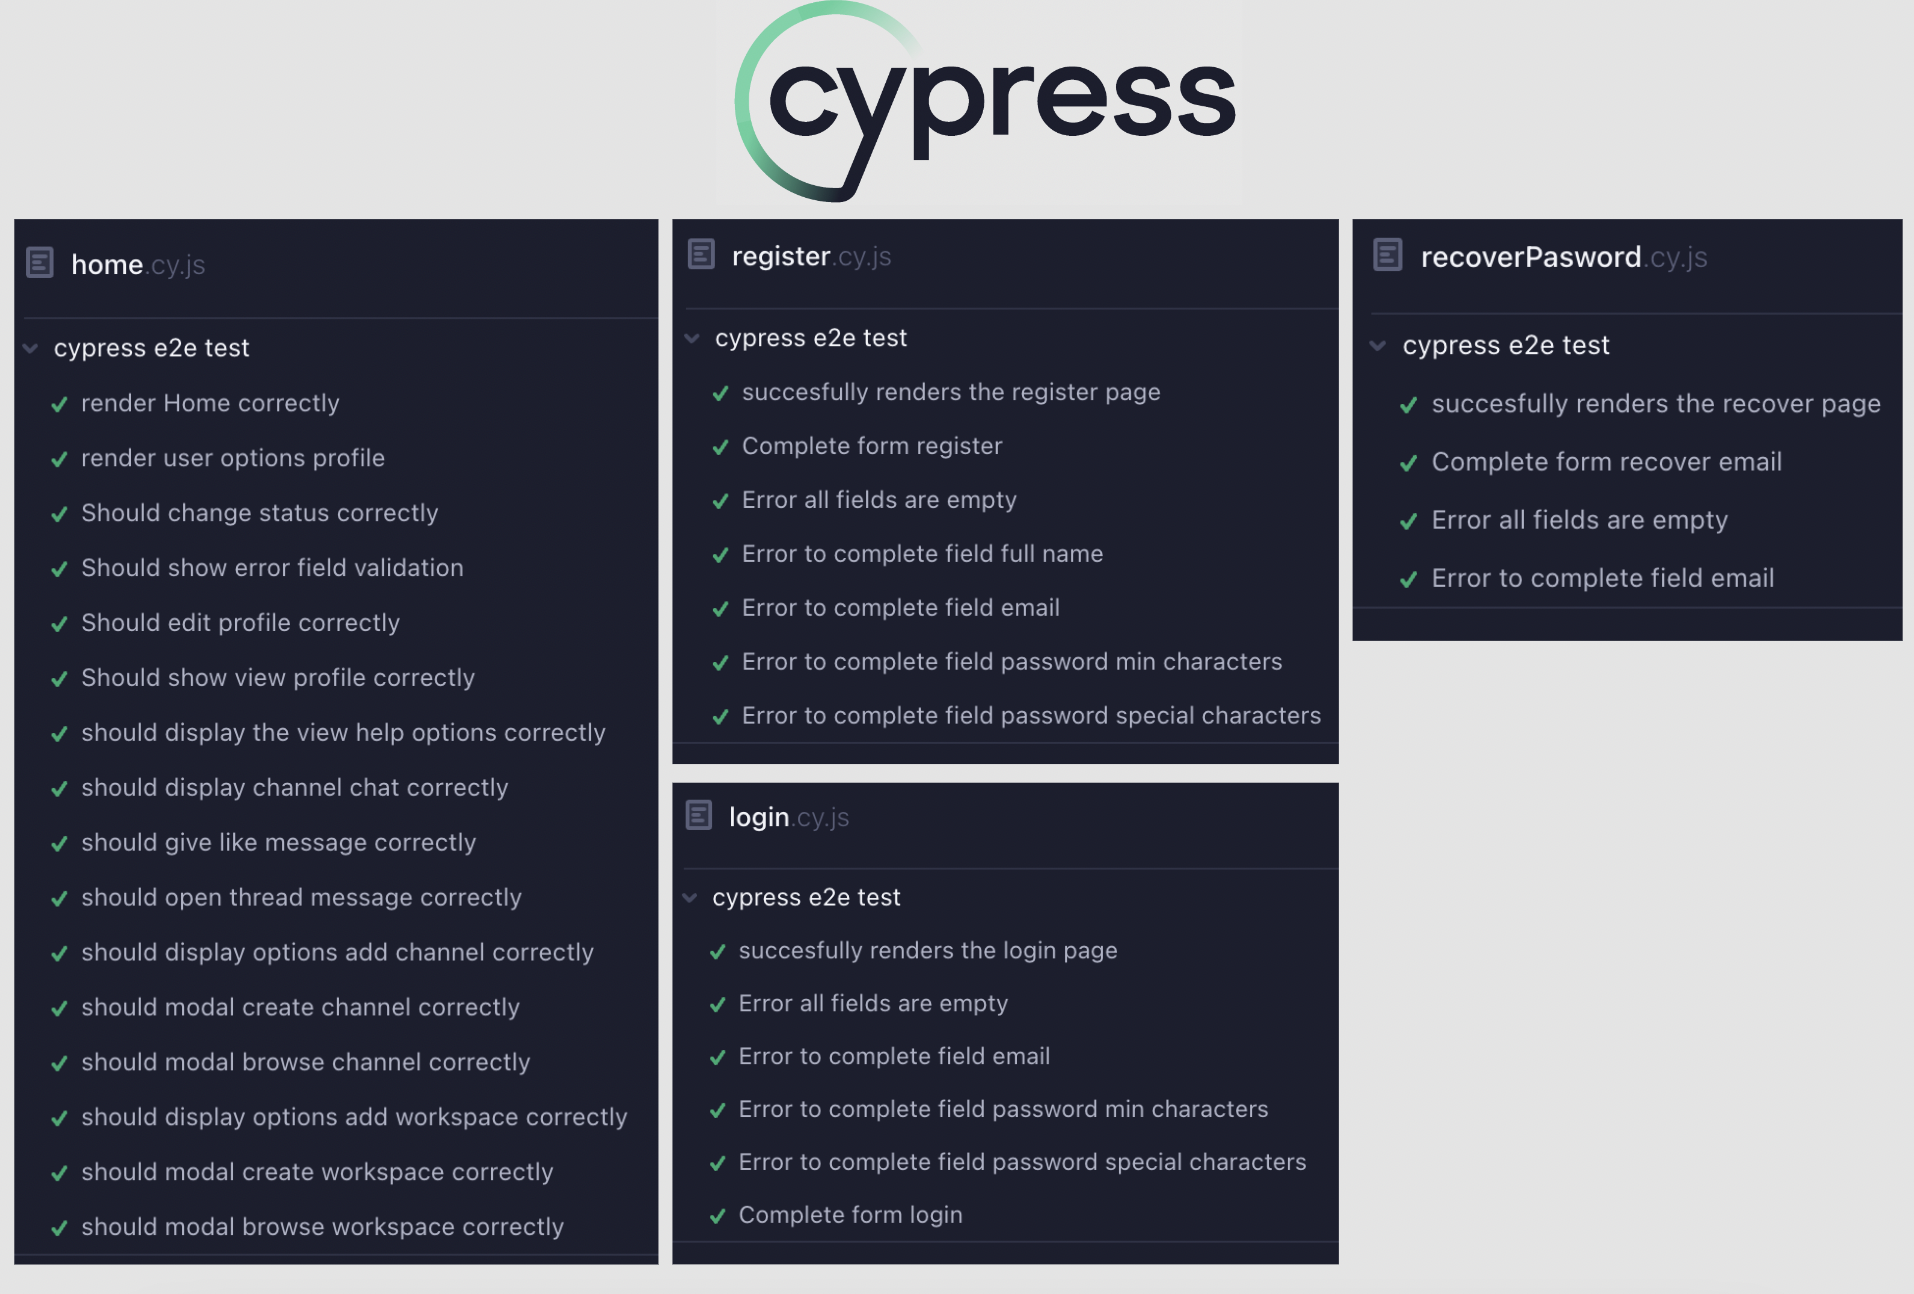 cypress
home.cy.js
cypress e2e test
render Home correctly
render user options profile
Should change status correctly
Should show error field validation
Should edit profile correctly
Should show view profile correctly
should display the view help options correctly
should display channel chat correctly
should give like message correctly
should open thread message correctly
should display options add channel correctly
should modal create channel correctly
should modal browse channel correctly
should display options add workspace correctly
should modal create workspace correctly
should modal browse workspace correctly
register.cy.js
cypress e2e test
succesfully renders the register page
Complete form register
Error all fields are empty
Error to complete field full name
Error to complete field email
Error to complete field password min characters
Error to complete field password special characters
login.cy.js
cypress e2e test
succesfully renders the login page
Error all fields are empty
Error to complete field email
Error to complete field password min characters
Error to complete field password special characters
Complete form login
recoverPasword.cy.js
cypress e2e test
succesfully renders the recover page
Complete form recover email
Error all fields are empty
Error to complete field email